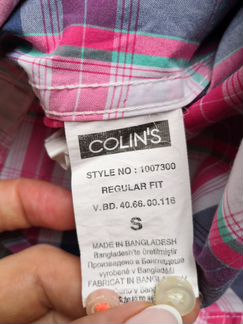 COLIN'S
STYLE NO : 1007300
REGULAR FIT
V.BD.40.66.00.116
S
MADE IN BANGLADESH
Bangladeş'te üretilmiştir
Произведено в Бангладеш
vyrobené v Bangladéši
FABRICAT IN BANGLADESH